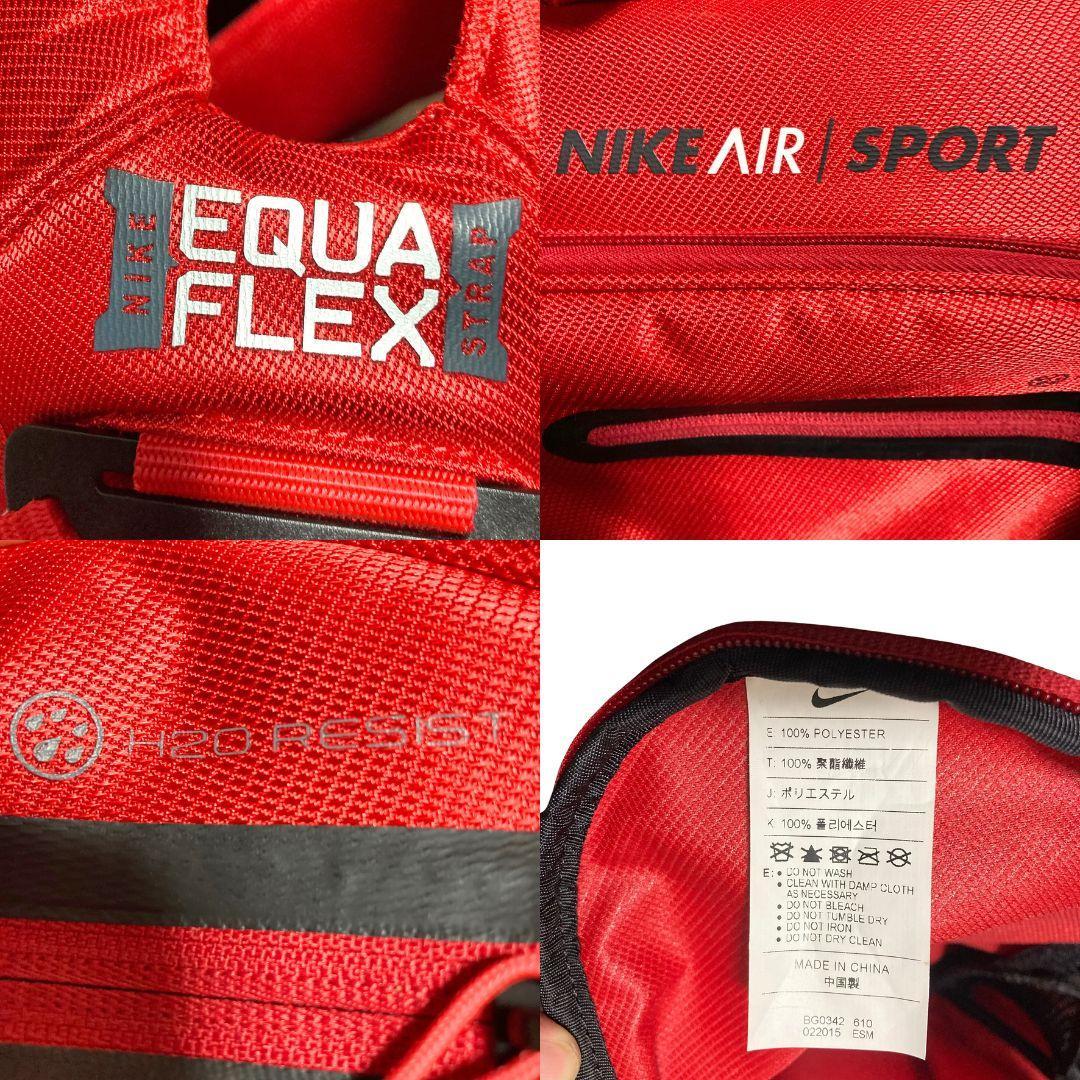 NIKE
EQUA
FLEX
STRAP
NIKE AIR | SPORT
H2O RESIST
E 100% POLYESTER
T: 100% 聚酯纖維
J: ポリエステル
K 100% 폴리에스터
E: • DO NOT WASH
• CLEAN WITH DAMP CLOTH
AS NECESSARY
• DO NOT BLEACH
• DO NOT TUMBLE DRY
• DO NOT IRON
• DO NOT DRY CLEAN
MADE IN CHINA
中国製
BG0342 610
022015 ESM